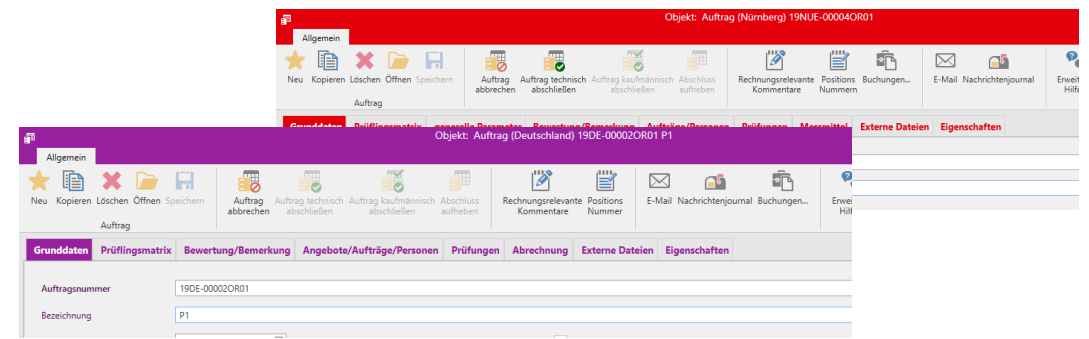 Objekt: Auftrag (Nürnberg) 19NUE-00004OR01
Allgemein
Neu Kopieren Löschen Öffnen Speichern Auftrag abbrechen Auftrag technisch abschließen Auftrag kaufmännisch abschließen Abschluss aufheben Rechnungsrelevante Kommentare Positions Nummern Buchungen... E-Mail Nachrichtenjournal
Auftrag
Grunddaten Prüflingsmatrix generelle Parameter Bewertung/Bemerkung Aufträge/Personen Prüfungen Messmittel Externe Dateien Eigenschaften
Objekt: Auftrag (Deutschland) 19DE-00002OR01 P1
Allgemein
Neu Kopieren Löschen Öffnen Speichern Auftrag abbrechen Auftrag technisch abschließen Auftrag kaufmännisch abschließen Abschluss aufheben Rechnungsrelevante Kommentare Positions Nummer E-Mail Nachrichtenjournal Buchungen...
Auftrag
Grunddaten Prüflingsmatrix Bewertung/Bemerkung Angebote/Aufträge/Personen Prüfungen Abrechnung Externe Dateien Eigenschaften
Auftragsnummer 19DE-00002OR01
Bezeichnung P1